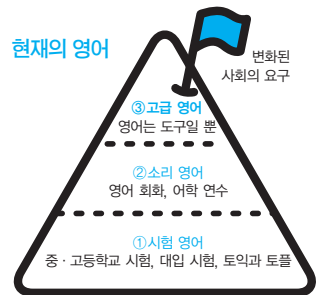 현재의 영어
변화된
사회의 요구
③고급 영어
영어는 도구일 뿐
②소리 영어
영어 회화, 어학 연수
①시험 영어
중 · 고등학교 시험, 대입 시험, 토익과 토플